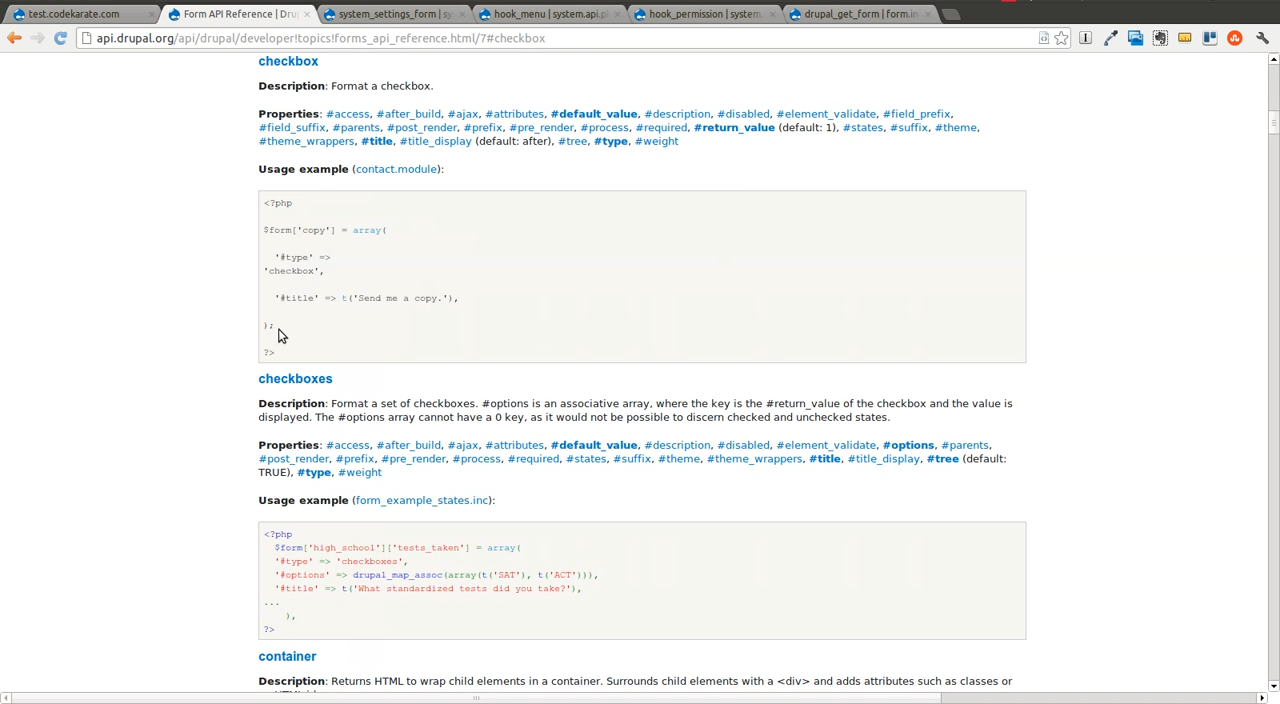 test.codekarate.com
Form API Reference | Dru
system_settings_form | sy
hook_menu | system.api.p
hook_permission | system.
drupal_get_form | form.in
api.drupal.org/api/drupal/developer!topics!forms_api_reference.html/7#checkbox
checkbox
Description: Format a checkbox.
Properties: #access, #after_build, #ajax, #attributes, #default_value, #description, #disabled, #element_validate, #field_prefix,
#field_suffix, #parents, #post_render, #prefix, #pre_render, #process, #required, #return_value (default: 1), #states, #suffix, #theme,
#theme_wrappers, #title, #title_display (default: after), #tree, #type, #weight
Usage example (contact.module):
<?php
$form['copy'] = array(
'#type' =>
'checkbox',
'#title' => t('Send me a copy.'),
);
?>
checkboxes
Description: Format a set of checkboxes. #options is an associative array, where the key is the #return_value of the checkbox and the value is
displayed. The #options array cannot have a 0 key, as it would not be possible to discern checked and unchecked states.
Properties: #access, #after_build, #ajax, #attributes, #default_value, #description, #disabled, #element_validate, #options, #parents,
#post_render, #prefix, #pre_render, #process, #required, #states, #suffix, #theme, #theme_wrappers, #title, #title_display, #tree (default:
TRUE), #type, #weight
Usage example (form_example_states.inc):
<?php
$form['high_school']['tests_taken'] = array(
'#type' => 'checkboxes',
'#options' => drupal_map_assoc(array(t('SAT'), t('ACT'))),
'#title' => t('What standardized tests did you take?'),
...
),
?>
container
Description: Returns HTML to wrap child elements in a container. Surrounds child elements with a <div> and adds attributes such as classes or